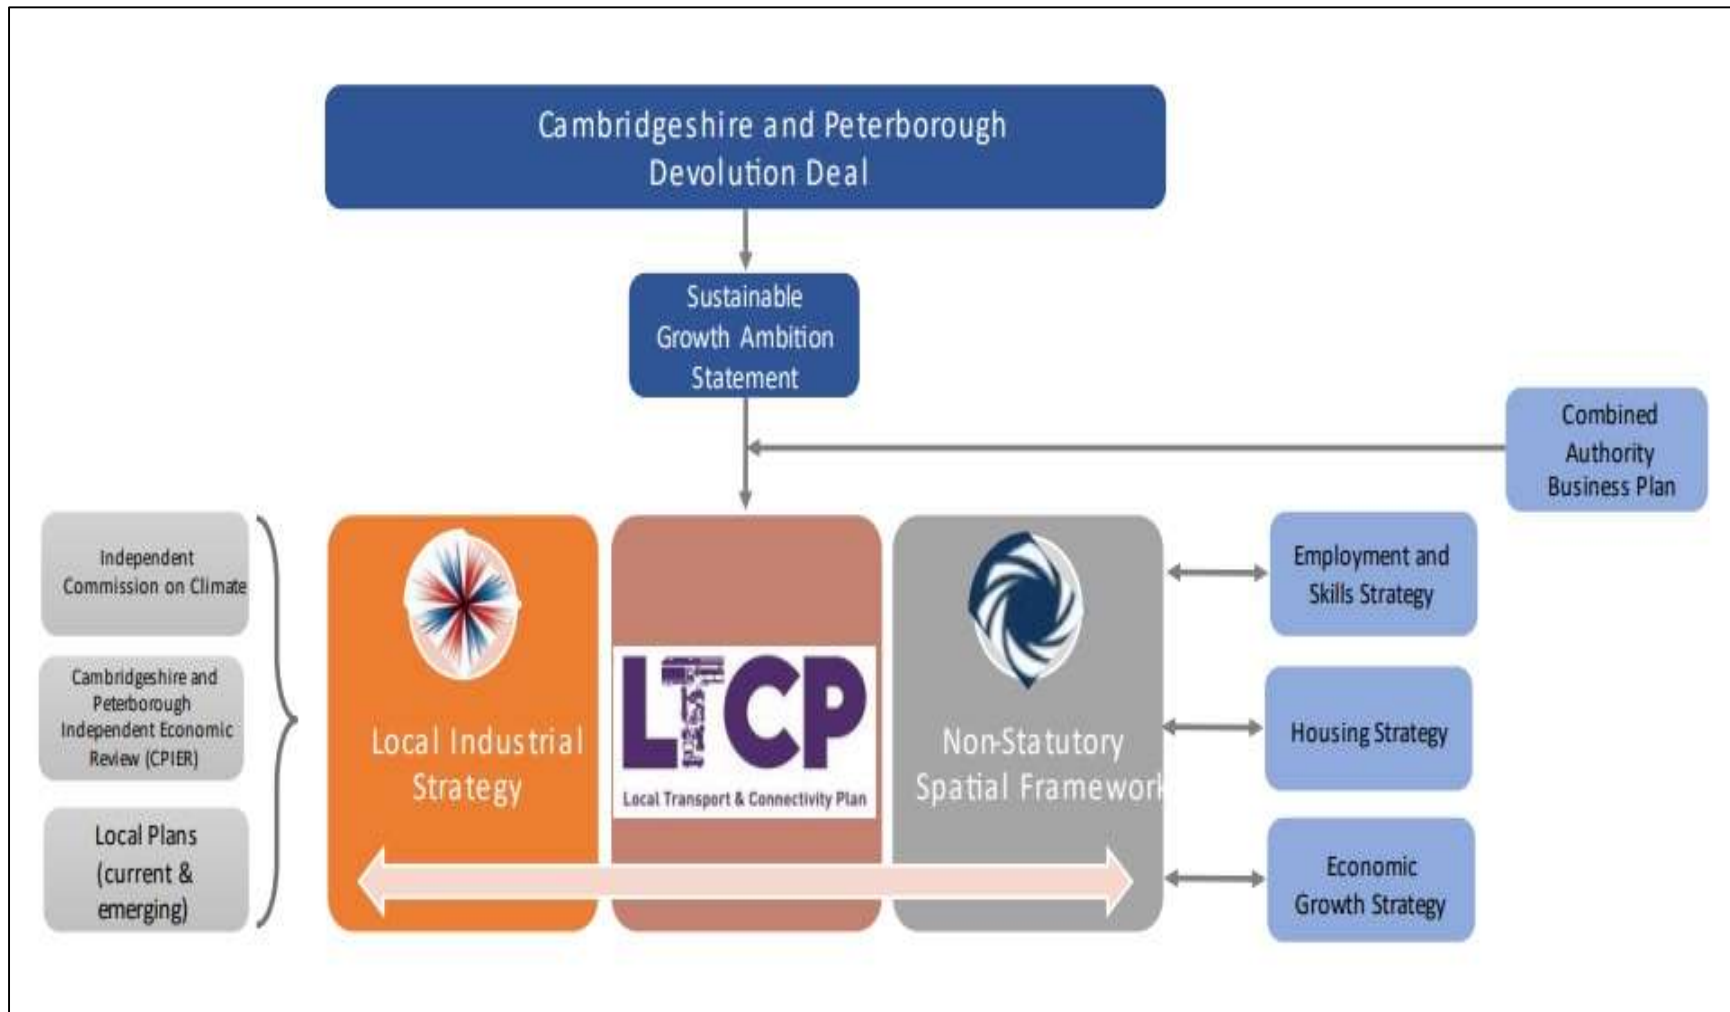 Cambridgeshire and Peterborough
Devolution Deal
Sustainable
Growth Ambition
Statement
Combined
Authority
Business Plan
Independent
Commission on Climate
Cambridgeshire and
Peterborough
Independent Economic
Review (CPIER)
Local Plans
(current &
emerging)
Local Industrial
Strategy
LTCP
Local Transport & Connectivity Plan
Non-Statutory
Spatial Framework
Employment and
Skills Strategy
Housing Strategy
Economic
Growth Strategy